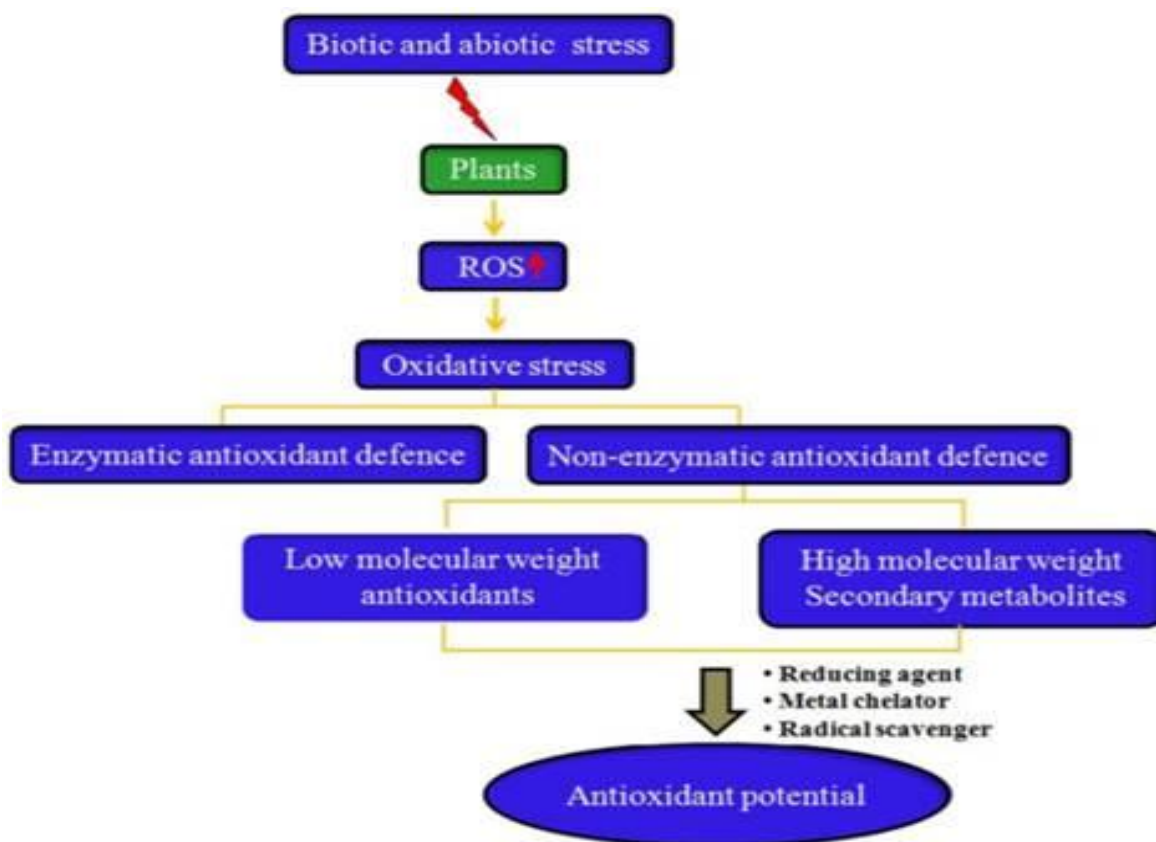 Biotic and abiotic stress
Plants
ROS
Oxidative stress
Enzymatic antioxidant defence
Non-enzymatic antioxidant defence
Low molecular weight
antioxidants
High molecular weight
Secondary metabolites
• Reducing agent
• Metal chelator
• Radical scavenger
Antioxidant potential